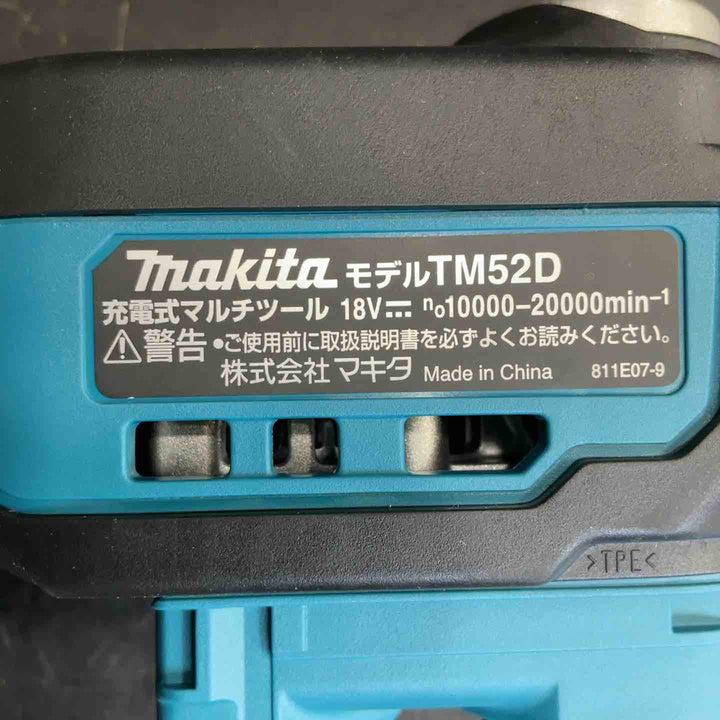 makita モデルTM52D
充電式マルチツール 18V⎓ n₀10000-20000min⁻¹
⚠警告 •ご使用前に取扱説明書を必ずよくお読みください。
株式会社マキタ Made in China 811E07-9
>TPE<